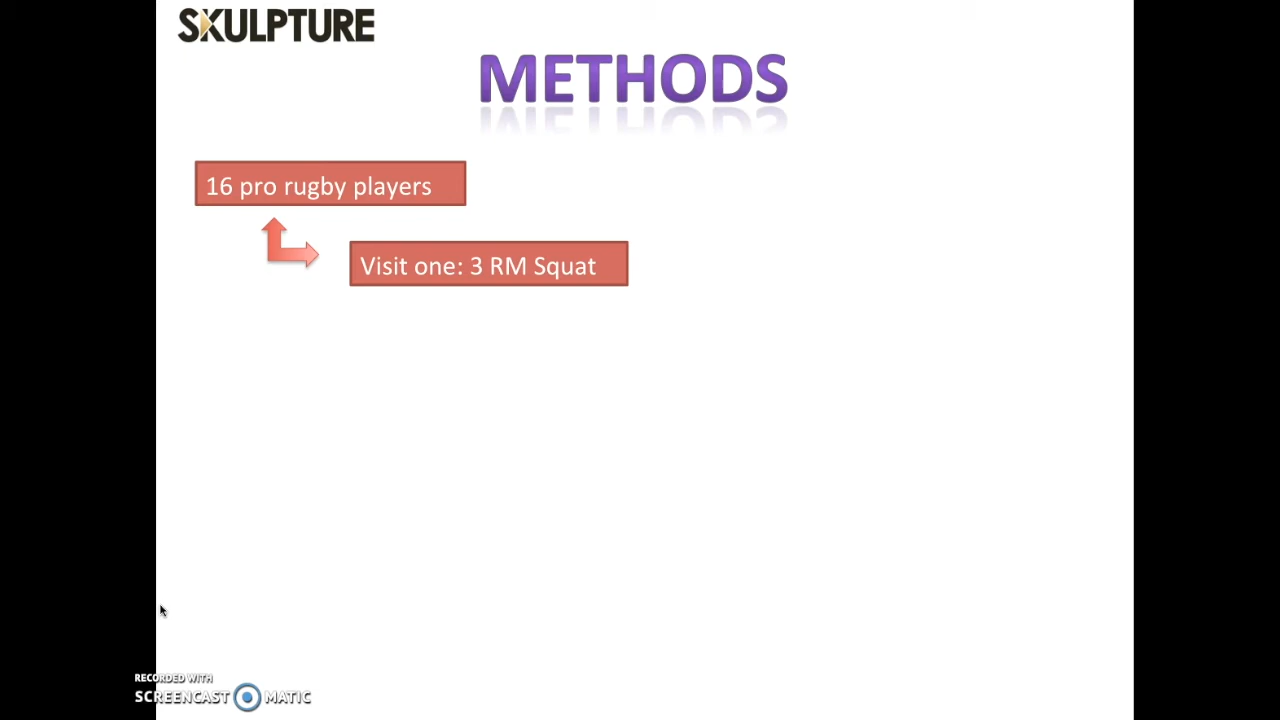 SKULPTURE
METHODS
16 pro rugby players
Visit one: 3 RM Squat
RECORDED WITH
SCREENCAST MATIC